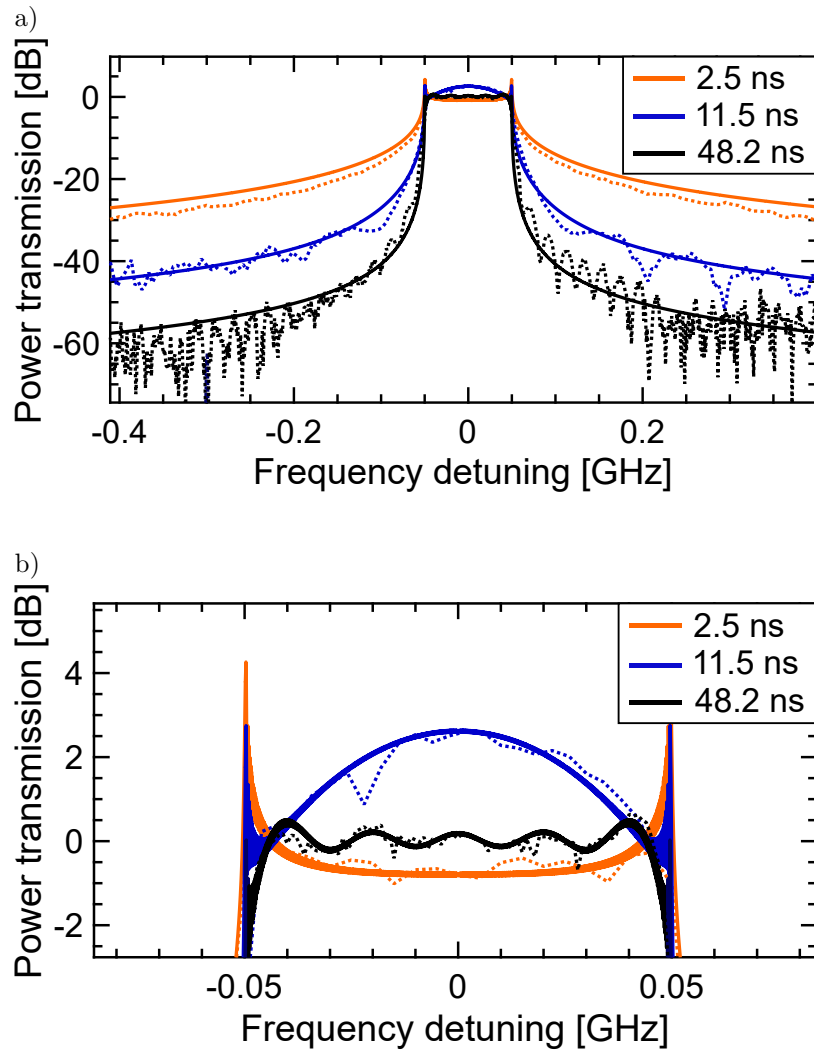 a)
Power transmission [dB]
0
-20
-40
-60
2.5 ns
11.5 ns
48.2 ns
-0.4
-0.2
0
0.2
Frequency detuning [GHz]
b)
Power transmission [dB]
4
2
0
-2
2.5 ns
11.5 ns
48.2 ns
-0.05
0
0.05
Frequency detuning [GHz]